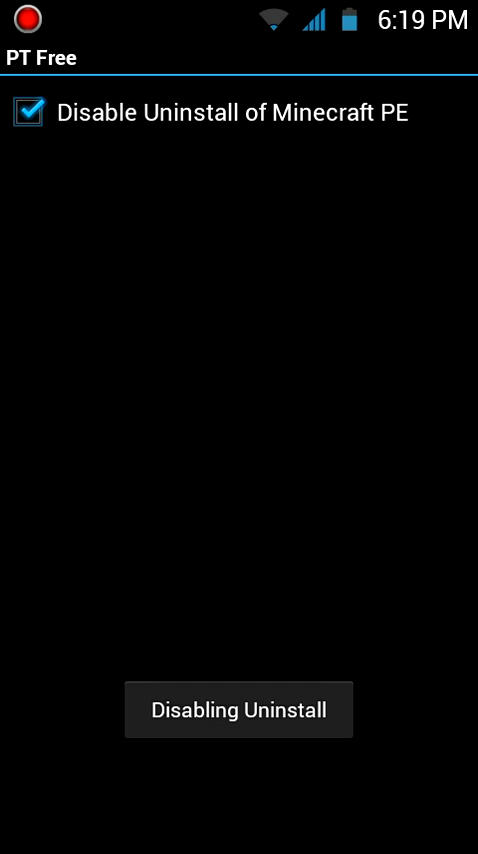 6:19 PM
PT Free
Disable Uninstall of Minecraft PE
Disabling Uninstall